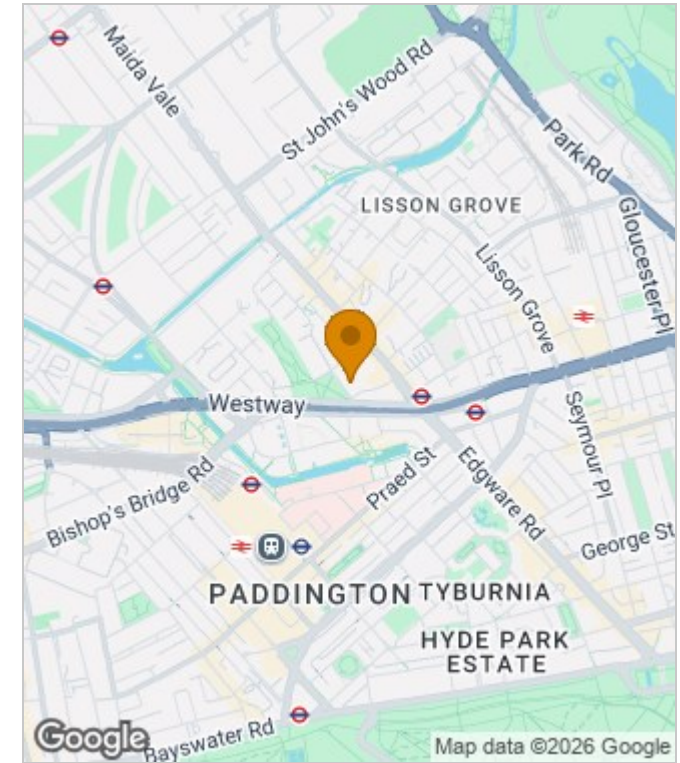 Maida Vale
St John's Wood Rd
Park Rd
LISSON GROVE
Gloucester Pl
Lisson Grove
Westway
Seymour Pl
Praed St
Edgware Rd
Bishop's Bridge Rd
George St
PADDINGTON
TYBURNIA
HYDE PARK
ESTATE
Bayswater Rd
Google
Map data ©2026 Google